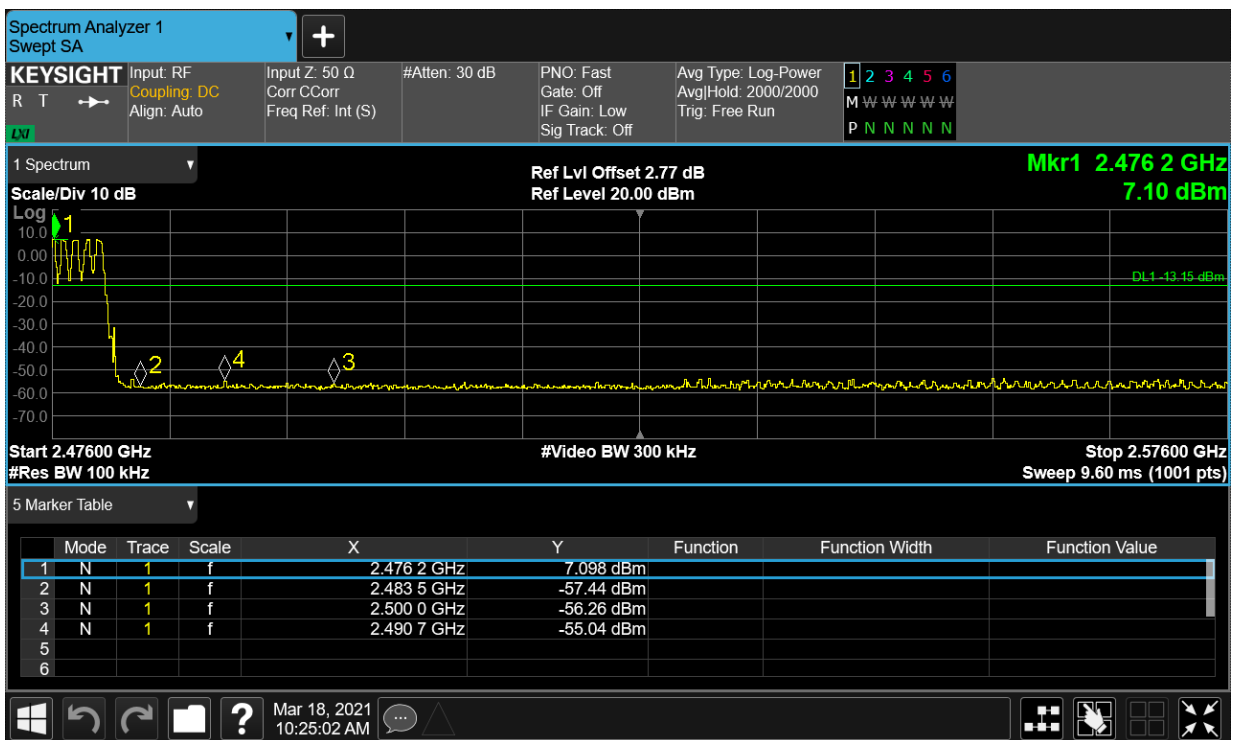 Spectrum Analyzer 1
Swept SA
KEYSIGHT
R T
LXI
Input: RF
Coupling: DC
Align: Auto
Input Z: 50 Ω
Corr CCorr
Freq Ref: Int (S)
#Atten: 30 dB
PNO: Fast
Gate: Off
IF Gain: Low
Sig Track: Off
Avg Type: Log-Power
Avg|Hold: 2000/2000
Trig: Free Run
1 2 3 4 5 6
M W W W W W
P N N N N N
1 Spectrum
Scale/Div 10 dB
Ref Lvl Offset 2.77 dB
Ref Level 20.00 dBm
Mkr1 2.476 2 GHz
7.10 dBm
Log
10.0
0.00
-10.0
-20.0
-30.0
-40.0
-50.0
-60.0
-70.0
1
2
4
3
DL1 -13.15 dBm
Start 2.47600 GHz
#Res BW 100 kHz
#Video BW 300 kHz
Stop 2.57600 GHz
Sweep 9.60 ms (1001 pts)
5 Marker Table
Mode Trace Scale X Y Function Function Width Function Value
1 N 1 f 2.476 2 GHz 7.098 dBm
2 N 1 f 2.483 5 GHz -57.44 dBm
3 N 1 f 2.500 0 GHz -56.26 dBm
4 N 1 f 2.490 7 GHz -55.04 dBm
5
6
?
Mar 18, 2021
10:25:02 AM